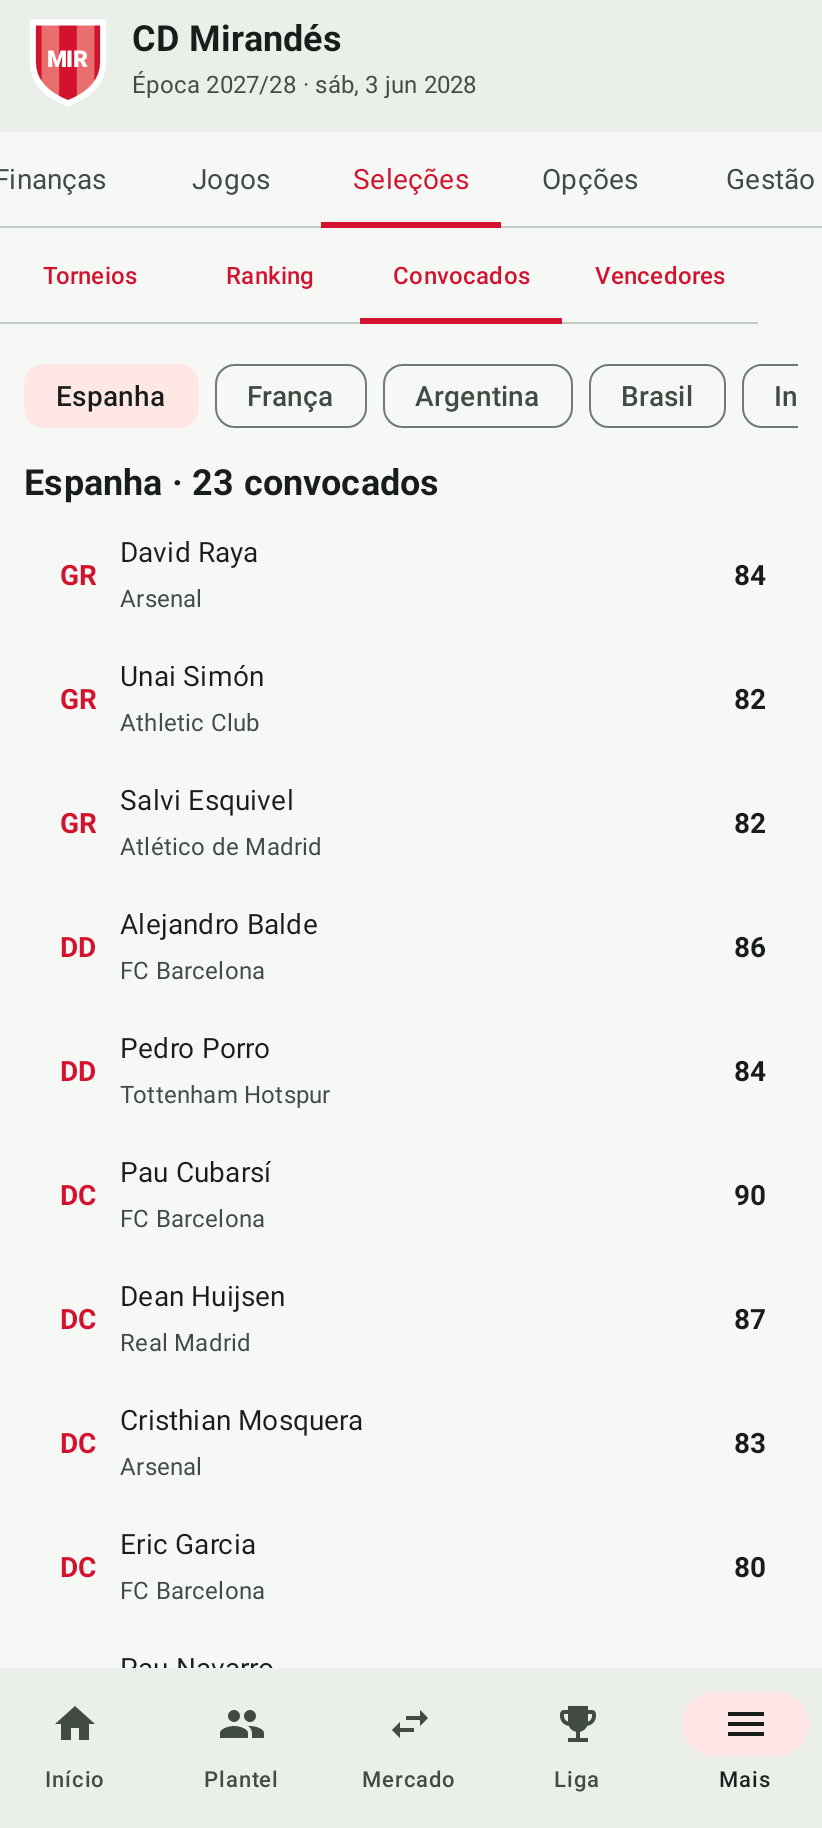 MIR
CD Mirandés
Época 2027/28 · sáb, 3 jun 2028
Finanças
Jogos
Seleções
Opções
Gestão
Torneios
Ranking
Convocados
Vencedores
Espanha
França
Argentina
Brasil
In
Espanha · 23 convocados
GR
David Raya
Arsenal
84
GR
Unai Simón
Athletic Club
82
GR
Salvi Esquivel
Atlético de Madrid
82
DD
Alejandro Balde
FC Barcelona
86
DD
Pedro Porro
Tottenham Hotspur
84
DC
Pau Cubarsí
FC Barcelona
90
DC
Dean Huijsen
Real Madrid
87
DC
Cristhian Mosquera
Arsenal
83
DC
Eric Garcia
FC Barcelona
80
Pau Navarro
Início
Plantel
Mercado
Liga
Mais